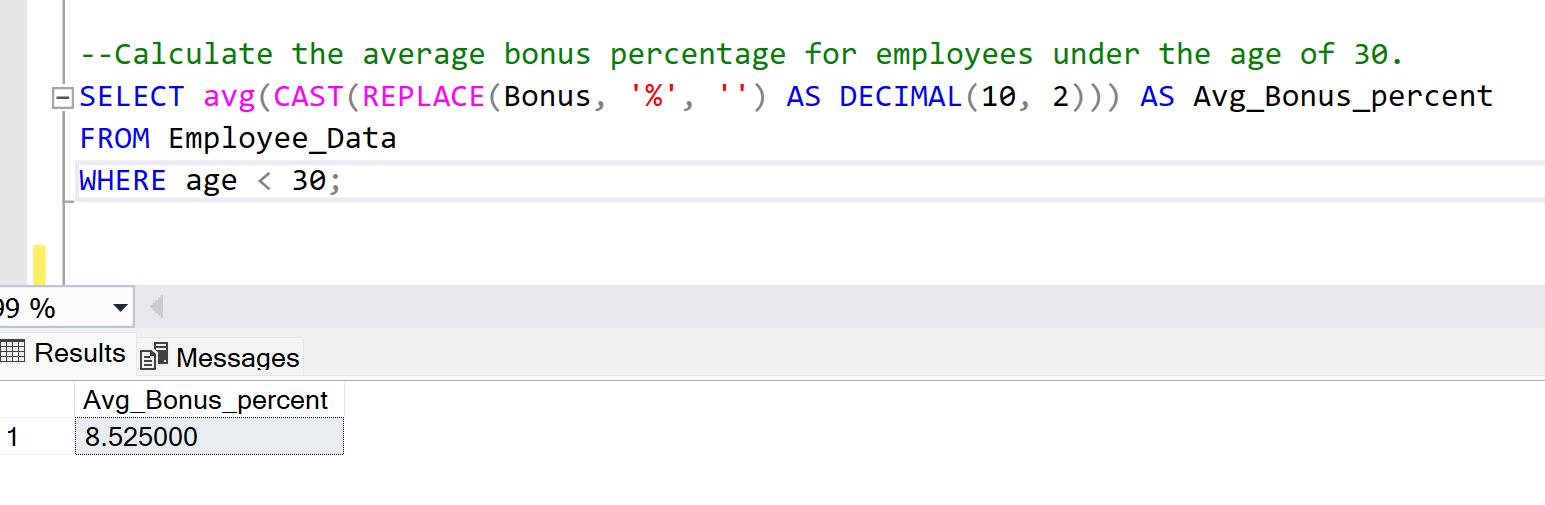 --Calculate the average bonus percentage for employees under the age of 30.
SELECT avg(CAST(REPLACE(Bonus, '%', '') AS DECIMAL(10, 2))) AS Avg_Bonus_percent
FROM Employee_Data
WHERE age < 30;
99 %
Results Messages
Avg_Bonus_percent
1 8.525000